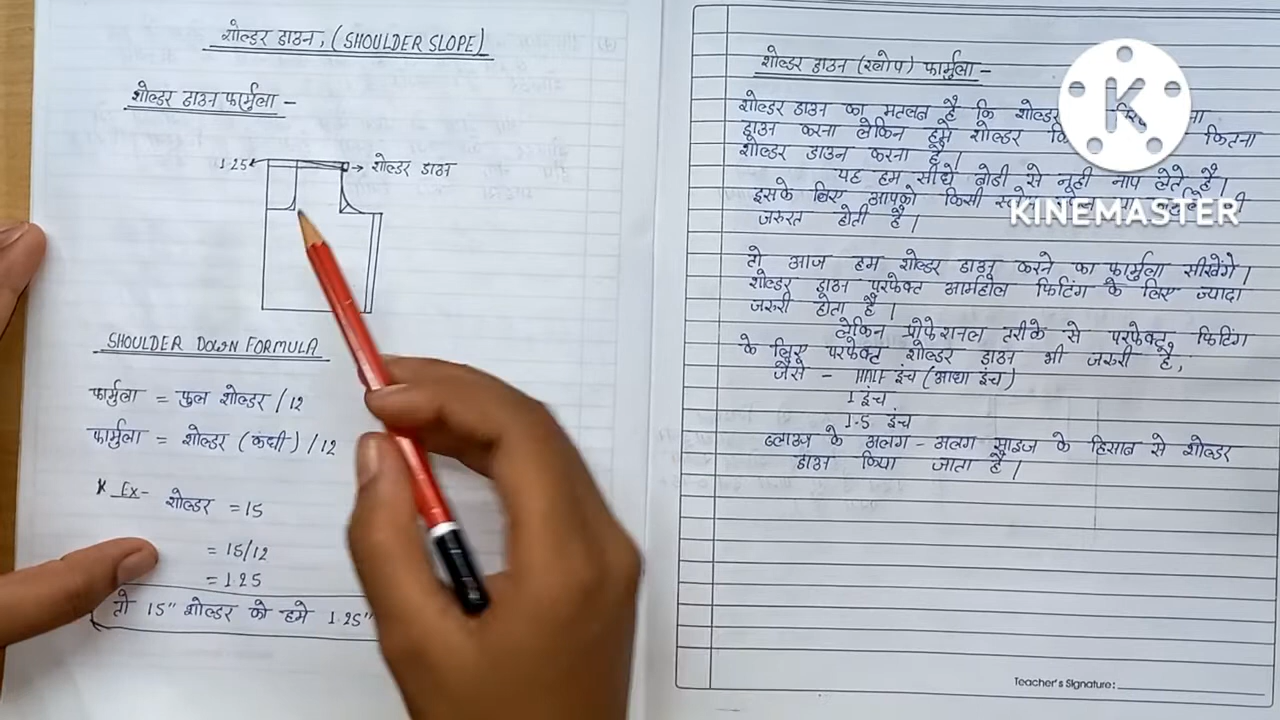 शोल्डर डाउन, (SHOULDER SLOPE)
शोल्डर डाउन फार्मुला -
1.25
शोल्डर डाउन
SHOULDER DOWN FORMULA
फार्मुला = फुल शोल्डर / 12
फार्मुला = शोल्डर (कंधा) / 12
Ex- शोल्डर = 15
= 15/12
= 1.25
तो 15" शोल्डर को हमे 1.25"
शोल्डर डाउन (स्लोप) फार्मुला -
शोल्डर डाउन का मतलब है कि शोल्डर
डाउन करना लेकिन हमे शोल्डर कितना
शोल्डर डाउन करना है।
यह हम सीधे बोडी से नही नाप लेते है।
इसके लिए आपको किसी
जरुरत होती है।
तो आज हम शोल्डर डाउन करने का फार्मुला सीखेंगे।
शोल्डर डाउन परफेक्ट आर्महोल फिटिंग के लिए ज्यादा
जरुरी होता है।
लेकिन प्रोफेशनल तरीके से परफेक्ट फिटिंग
के लिए परफेक्ट शोल्डर डाउन भी जरुरी है,
जैसे - इंच (आधा इंच)
1 इंच
1.5 इंच
ब्लाउज के अलग - अलग साइज के हिसाब से शोल्डर
डाउन किया जाता है।
Teacher's Signature:
KINEMASTER